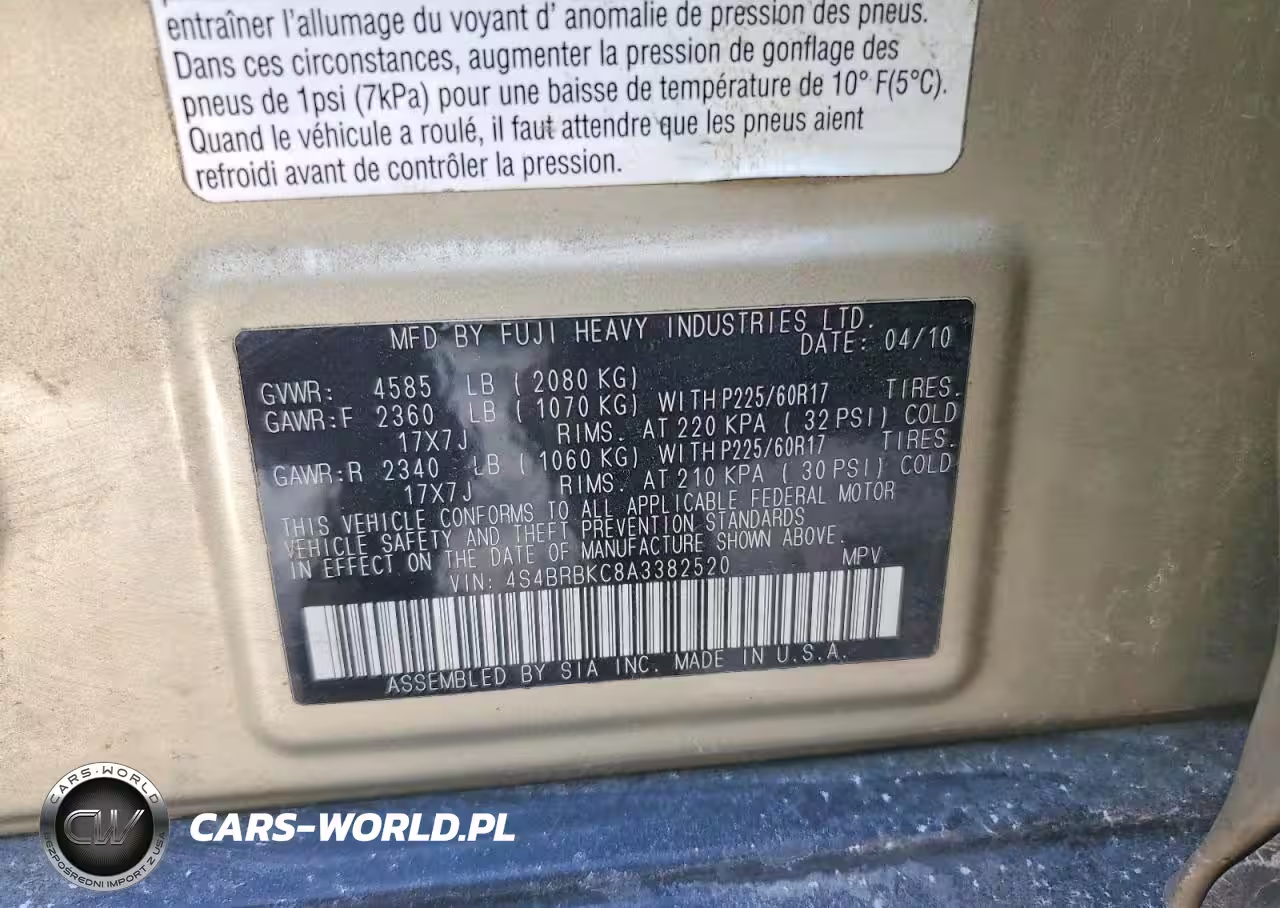 entraîner l'allumage du voyant d' anomalie de pression des pneus.
Dans ces circonstances, augmenter la pression de gonflage des
pneus de 1psi (7kPa) pour une baisse de température de 10° F(5°C).
Quand le véhicule a roulé, il faut attendre que les pneus aient
refroidi avant de contrôler la pression.
MFD BY FUJI HEAVY INDUSTRIES LTD.
DATE: 04/10
GVWR: 4585 LB ( 2080 KG)
GAWR:F 2360 LB ( 1070 KG) WITH P225/60R17 TIRES.
17X7J RIMS. AT 220 KPA ( 32 PSI) COLD
GAWR:R 2340 LB ( 1060 KG) WITH P225/60R17 TIRES.
17X7J RIMS. AT 210 KPA ( 30 PSI) COLD
THIS VEHICLE CONFORMS TO ALL APPLICABLE FEDERAL MOTOR
VEHICLE SAFETY AND THEFT PREVENTION STANDARDS
IN EFFECT ON THE DATE OF MANUFACTURE SHOWN ABOVE.
VIN: 4S4BRBKC8A3382520 MPV
ASSEMBLED BY SIA INC. MADE IN U.S.A.
CARS-WORLD
CW
BEZPOŚREDNI IMPORT Z USA
CARS-WORLD.PL